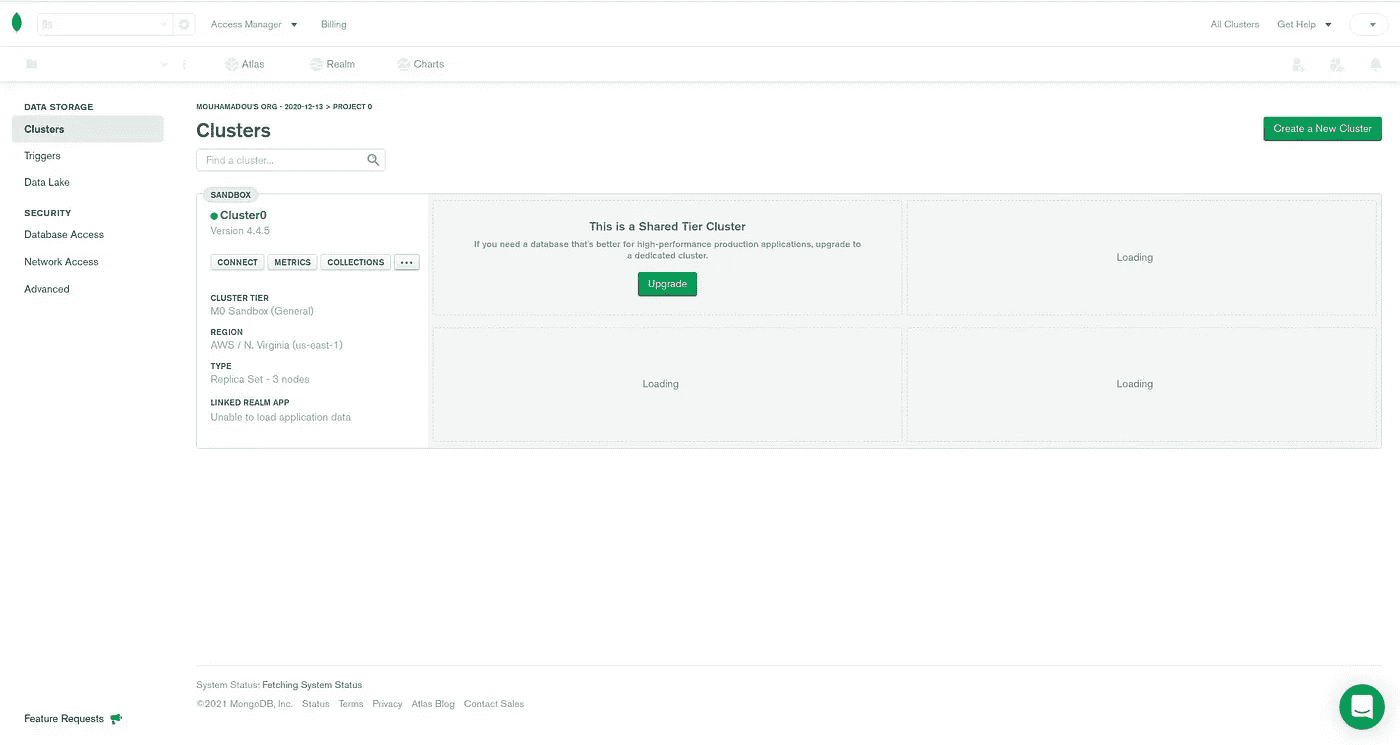 Access Manager
Billing
All Clusters
Get Help
Atlas
Realm
Charts
DATA STORAGE
Clusters
Triggers
Data Lake
SECURITY
Database Access
Network Access
Advanced
MOUHAMADOU'S ORG - 2020-12-13 > PROJECT 0
Clusters
Create a New Cluster
Find a cluster...
SANDBOX
Cluster0
Version 4.4.5
CONNECT
METRICS
COLLECTIONS
CLUSTER TIER
M0 Sandbox (General)
REGION
AWS / N. Virginia (us-east-1)
TYPE
Replica Set - 3 nodes
LINKED REALM APP
Unable to load application data
This is a Shared Tier Cluster
If you need a database that's better for high-performance production applications, upgrade to
a dedicated cluster.
Upgrade
Loading
Loading
Loading
System Status: Fetching System Status
©2021 MongoDB, Inc. Status Terms Privacy Atlas Blog Contact Sales
Feature Requests